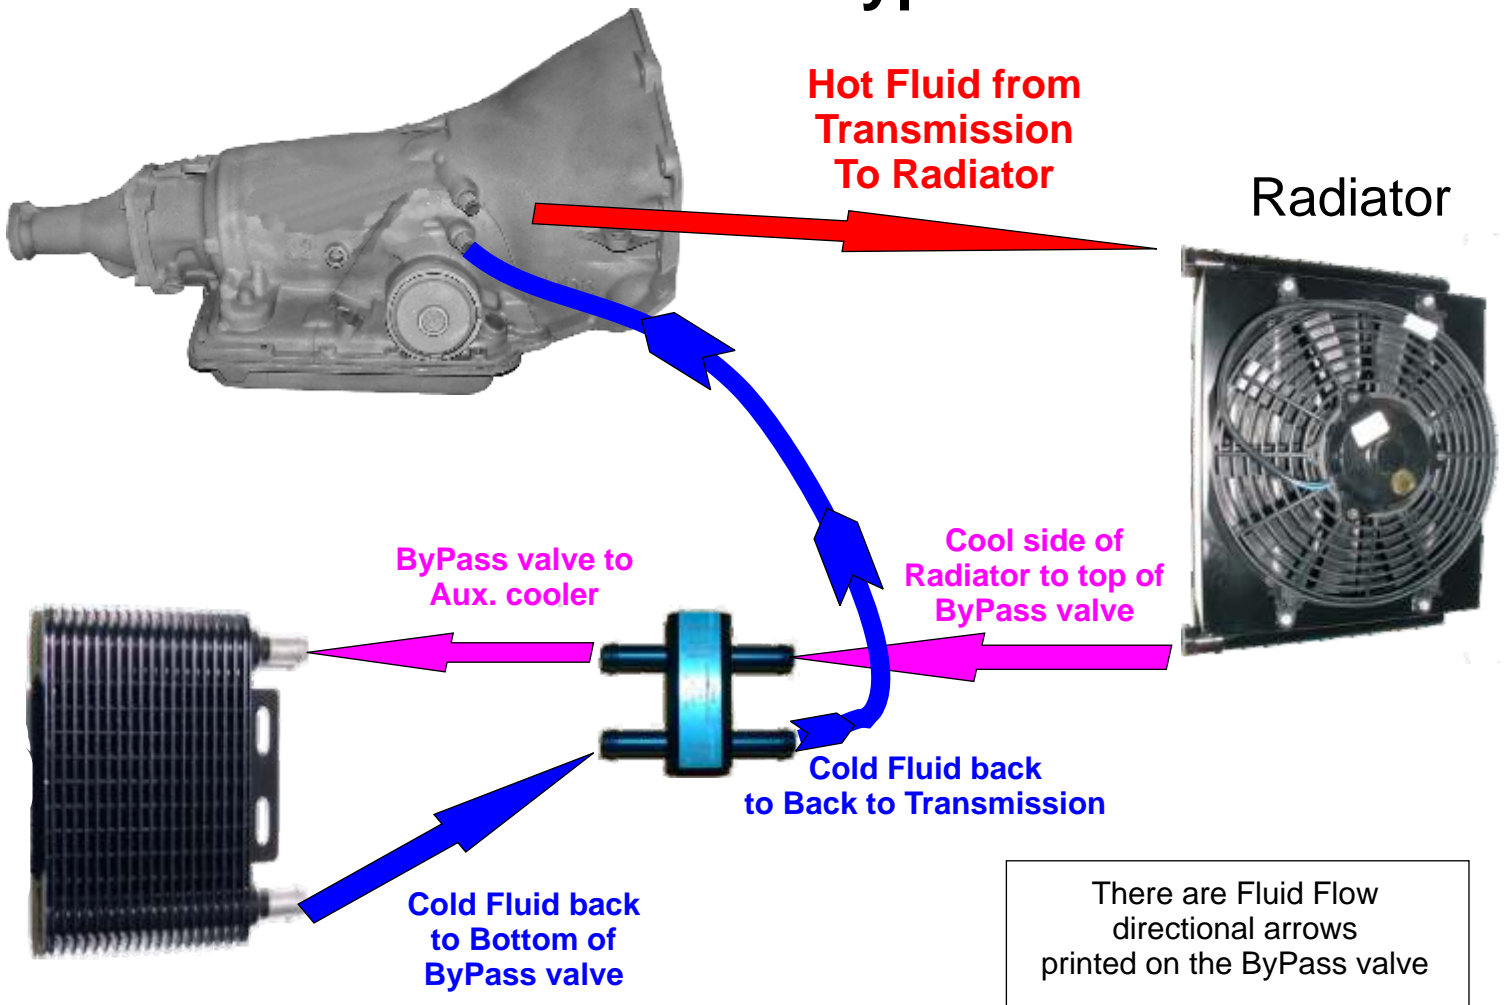 Hot Fluid from
Transmission
To Radiator
Radiator
ByPass valve to
Aux. cooler
Cool side of
Radiator to top of
ByPass valve
Cold Fluid back
to Back to Transmission
Cold Fluid back
to Bottom of
ByPass valve
There are Fluid Flow
directional arrows
printed on the ByPass valve